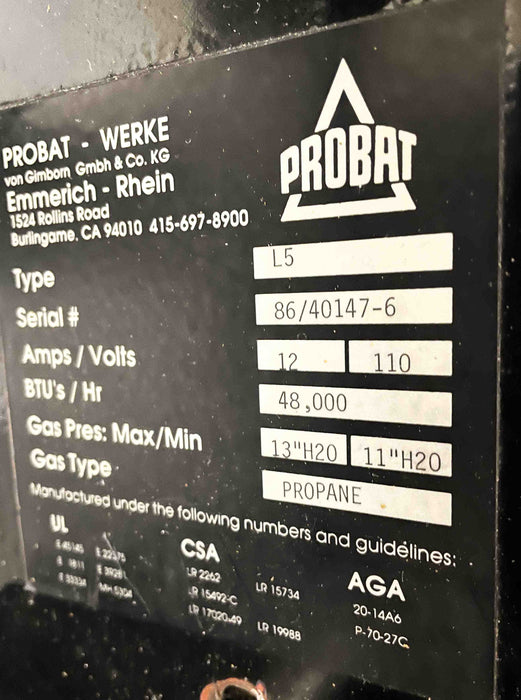 PROBAT - WERKE
von Gimborn Gmbh & Co. KG
Emmerich - Rhein
1524 Rollins Road
Burlingame, CA 94010 415-697-8900
PROBAT
Type L5
Serial # 86/40147-6
Amps / Volts 12 110
BTU's / Hr 48,000
Gas Pres: Max/Min 13"H20 11"H20
Gas Type PROPANE
Manufactured under the following numbers and guidelines:
UL
CSA
LR 2262 LR 15734
LR 15492-C
LR 17020-49 LR 19988
AGA
20-14A6
P-70-27C